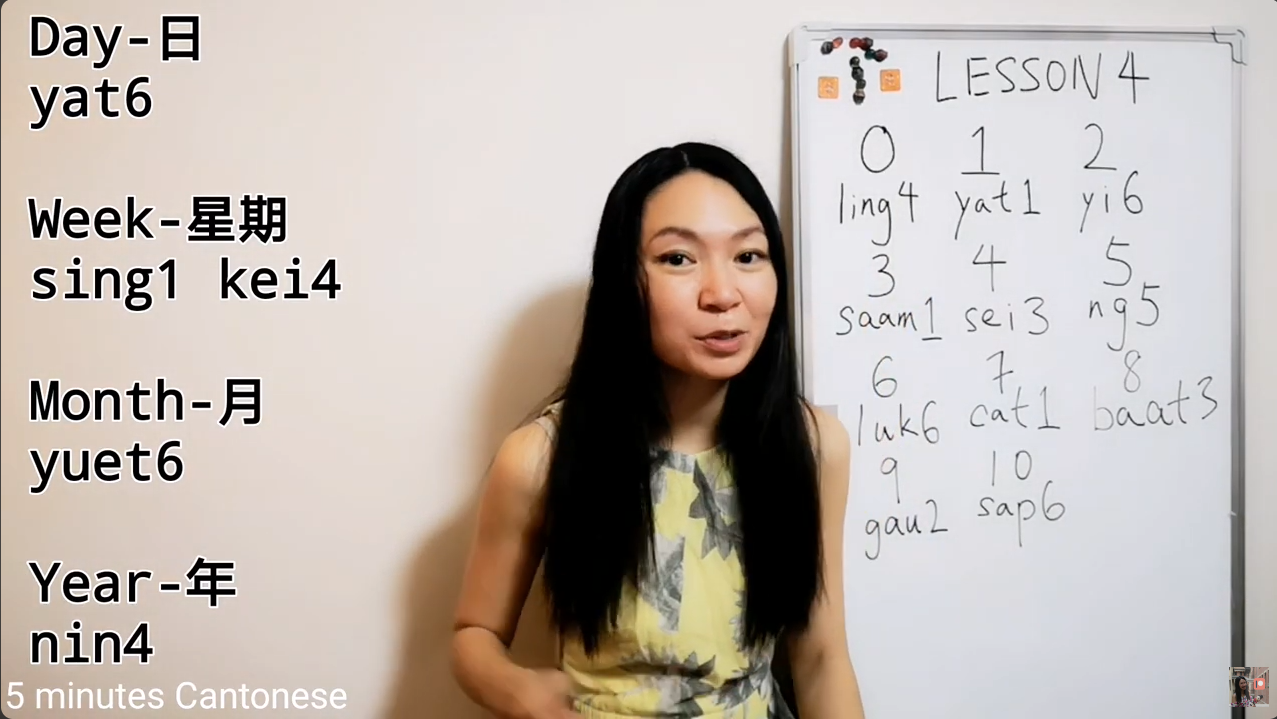 Day-日
yat6
Week-星期
sing1 kei4
Month-月
yuet6
Year-年
nin4
5 minutes Cantonese
LESSON 4
0 1 2
ling4 yat1 yi6
3 4 5
saam1 sei3 ng5
6 7 8
luk6 cat1 baat3
9 10
gau2 sap6